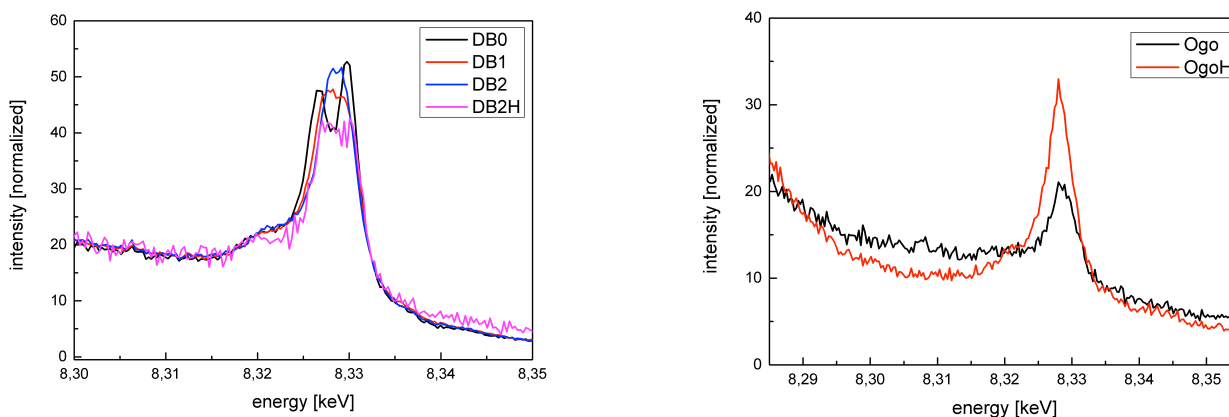 60
50
40
30
20
10
0
intensity [normalized]
DB0
DB1
DB2
DB2H
8,30
8,31
8,32
8,33
8,34
8,35
energy [keV]
40
30
20
10
0
intensity [normalized]
Ogo
OgoH
8,29
8,30
8,31
8,32
8,33
8,34
8,35
energy [keV]